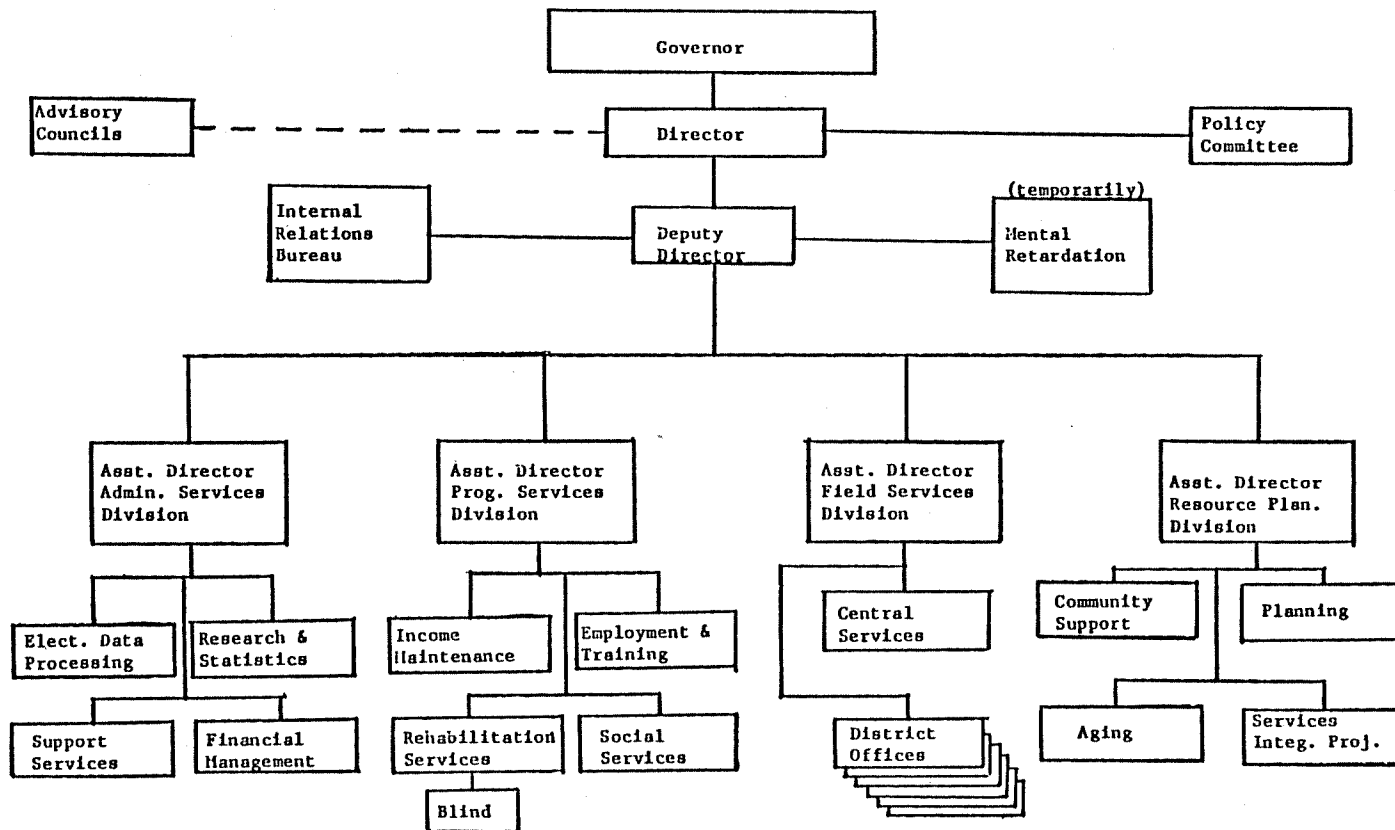 Governor
Advisory
Councils
Director
Policy
Committee
(temporarily)
Internal
Relations
Bureau
Deputy
Director
Mental
Retardation
Asst. Director
Admin. Services
Division
Asst. Director
Prog. Services
Division
Asst. Director
Field Services
Division
Asst. Director
Resource Plan.
Division
Elect. Data
Processing
Research &
Statistics
Income
Maintenance
Employment &
Training
Central
Services
Community
Support
Planning
Support
Services
Financial
Management
Rehabilitation
Services
Social
Services
District
Offices
Aging
Services
Integ. Proj.
Blind